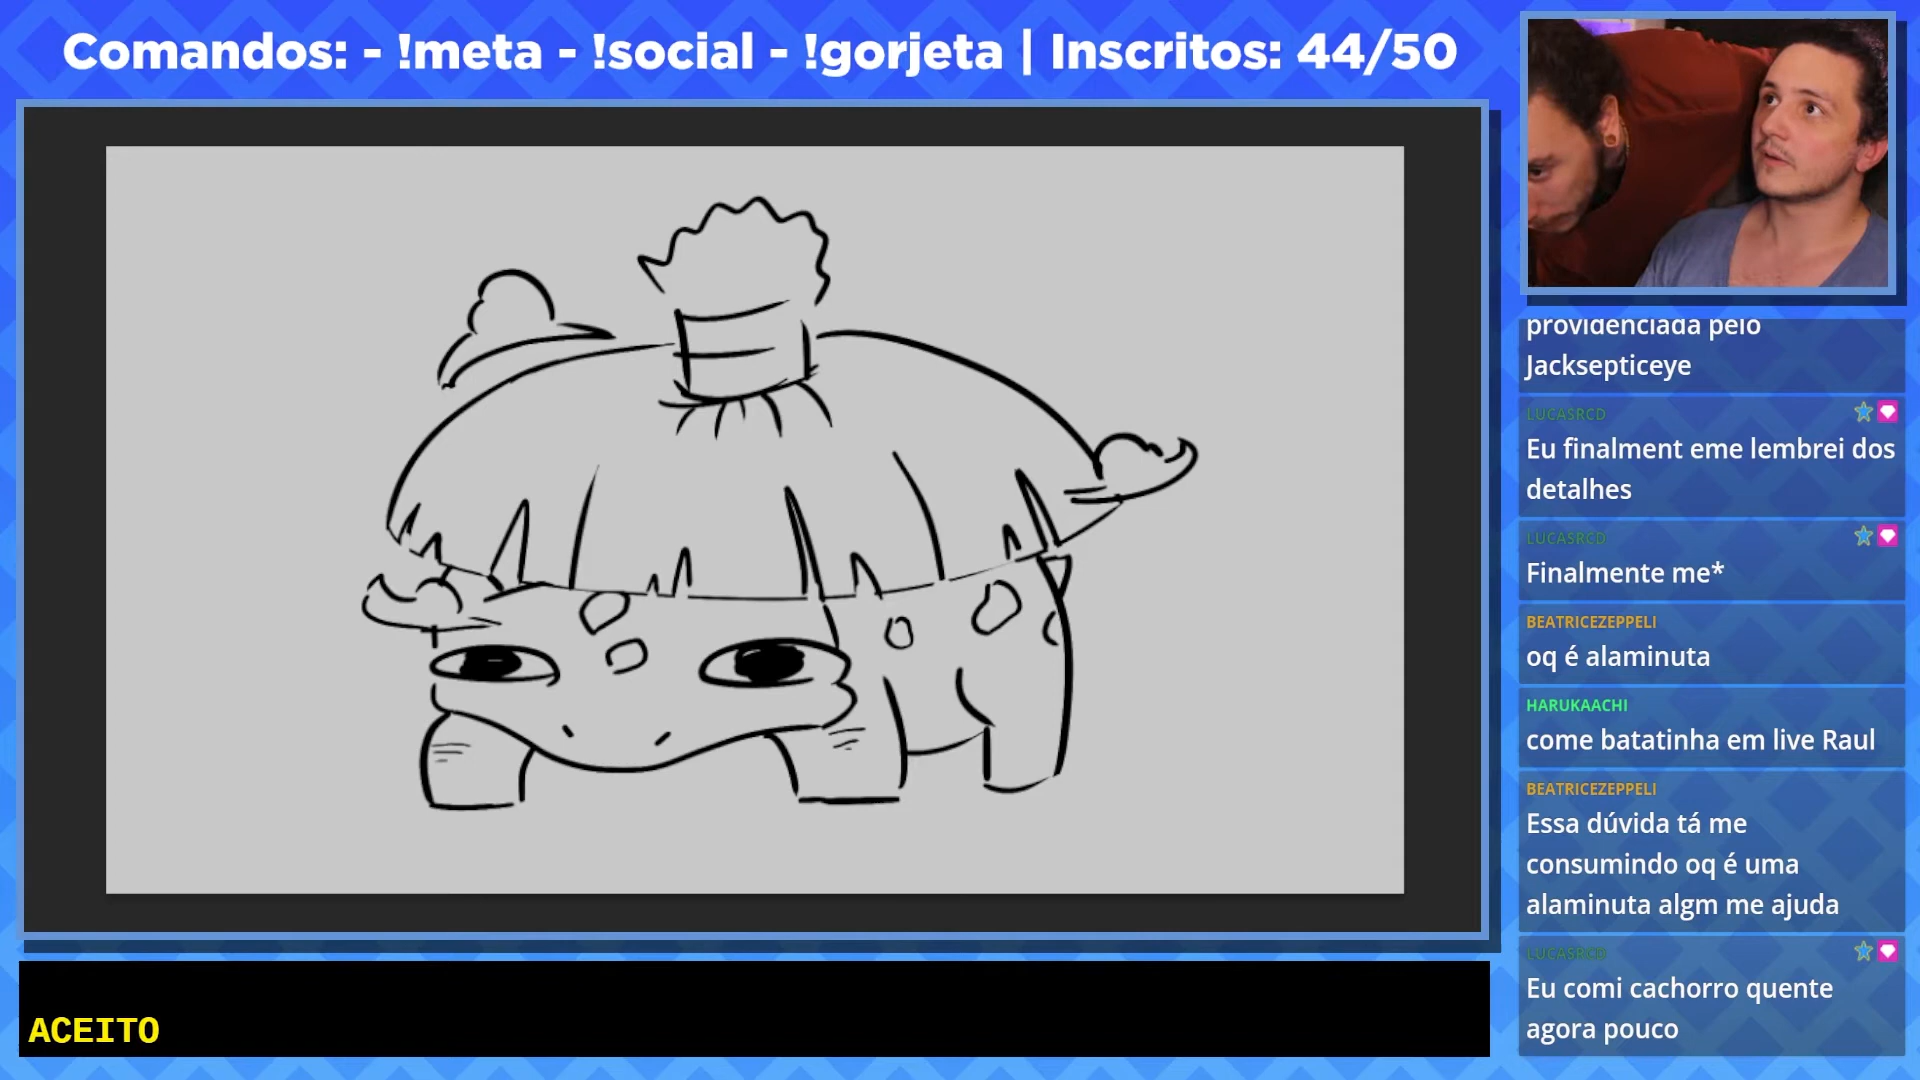 Comandos: - !meta - !social - !gorjeta | Inscritos: 44/50
providenciada pelo
Jacksepticeye
LUCASRCD
Eu finalment eme lembrei dos
detalhes
LUCASRCD
Finalmente me*
BEATRICEZEPPELI
oq é alaminuta
HARUKAACHI
come batatinha em live Raul
BEATRICEZEPPELI
Essa dúvida tá me
consumindo oq é uma
alaminuta algm me ajuda
LUCASRCD
Eu comi cachorro quente
agora pouco
ACEITO